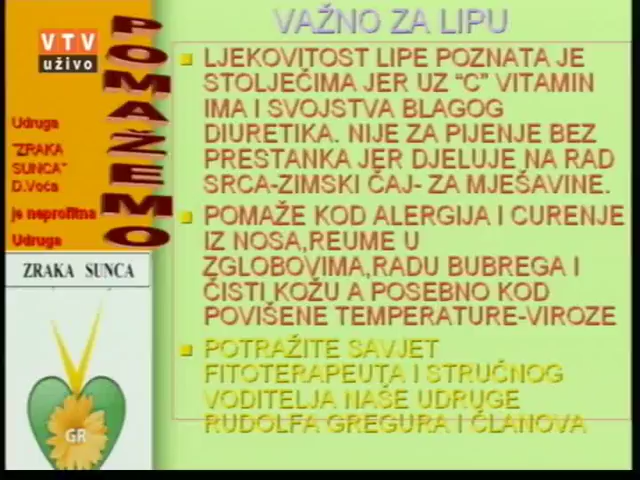 VTV
uživo
POMAŽEMO
Udruga
"ZRAKA
SUNCA"
D.Voća
je neprofitna
Udruga
ZRAKA SUNCA
GR
VAŽNO ZA LIPU
LJEKOVITOST LIPE POZNATA JE
STOLJEĆIMA JER UZ "C" VITAMIN
IMA I SVOJSTVA BLAGOG
DIURETIKA. NIJE ZA PIJENJE BEZ
PRESTANKA JER DJELUJE NA RAD
SRCA-ZIMSKI ČAJ- ZA MJEŠAVINE.
POMAŽE KOD ALERGIJA I CURENJE
IZ NOSA,REUME U
ZGLOBOVIMA,RADU BUBREGA I
ČISTI KOŽU A POSEBNO KOD
POVIŠENE TEMPERATURE-VIROZE
POTRAŽITE SAVJET
FITOTERAPEUTA I STRUČNOG
VODITELJA NAŠE UDRUGE
RUDOLFA GREGURA I ČLANOVA